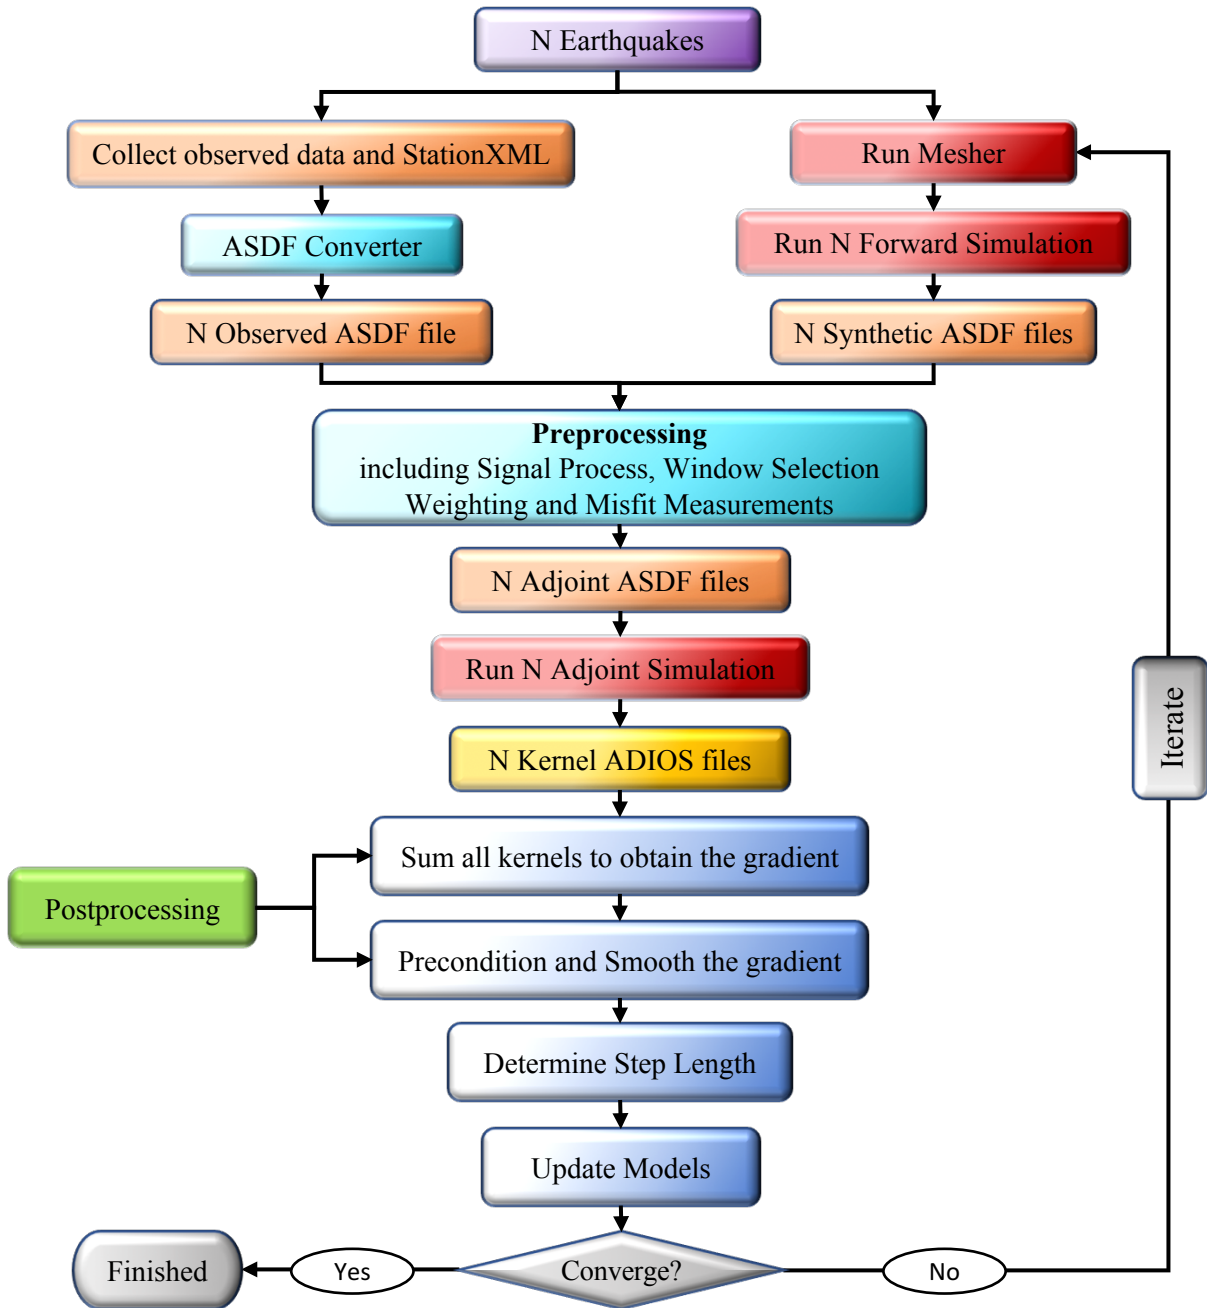 N Earthquakes
Collect observed data and StationXML
Run Mesher
ASDF Converter
Run N Forward Simulation
N Observed ASDF file
N Synthetic ASDF files
Preprocessing
including Signal Process, Window Selection
Weighting and Misfit Measurements
N Adjoint ASDF files
Run N Adjoint Simulation
Iterate
N Kernel ADIOS files
Sum all kernels to obtain the gradient
Postprocessing
Precondition and Smooth the gradient
Determine Step Length
Update Models
Finished
Yes
Converge?
No